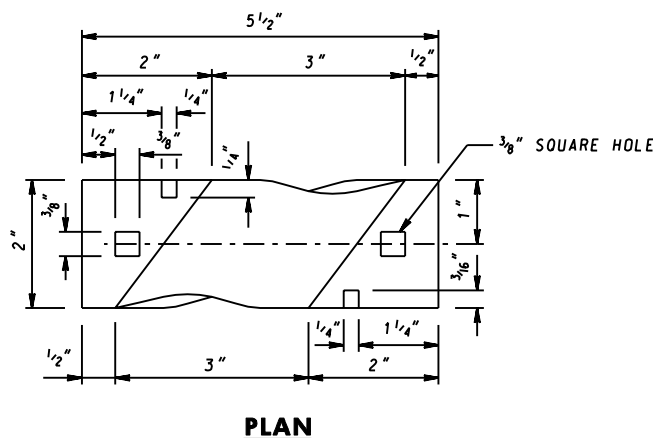 5 1/2"
2" 3" 1/2"
1 1/4" 1/4"
1/2" 3/8" 1/4"
3/8" SQUARE HOLE
3/8" 2" 1" 3/16"
1/4" 1 1/4"
1/2" 3" 2"
PLAN